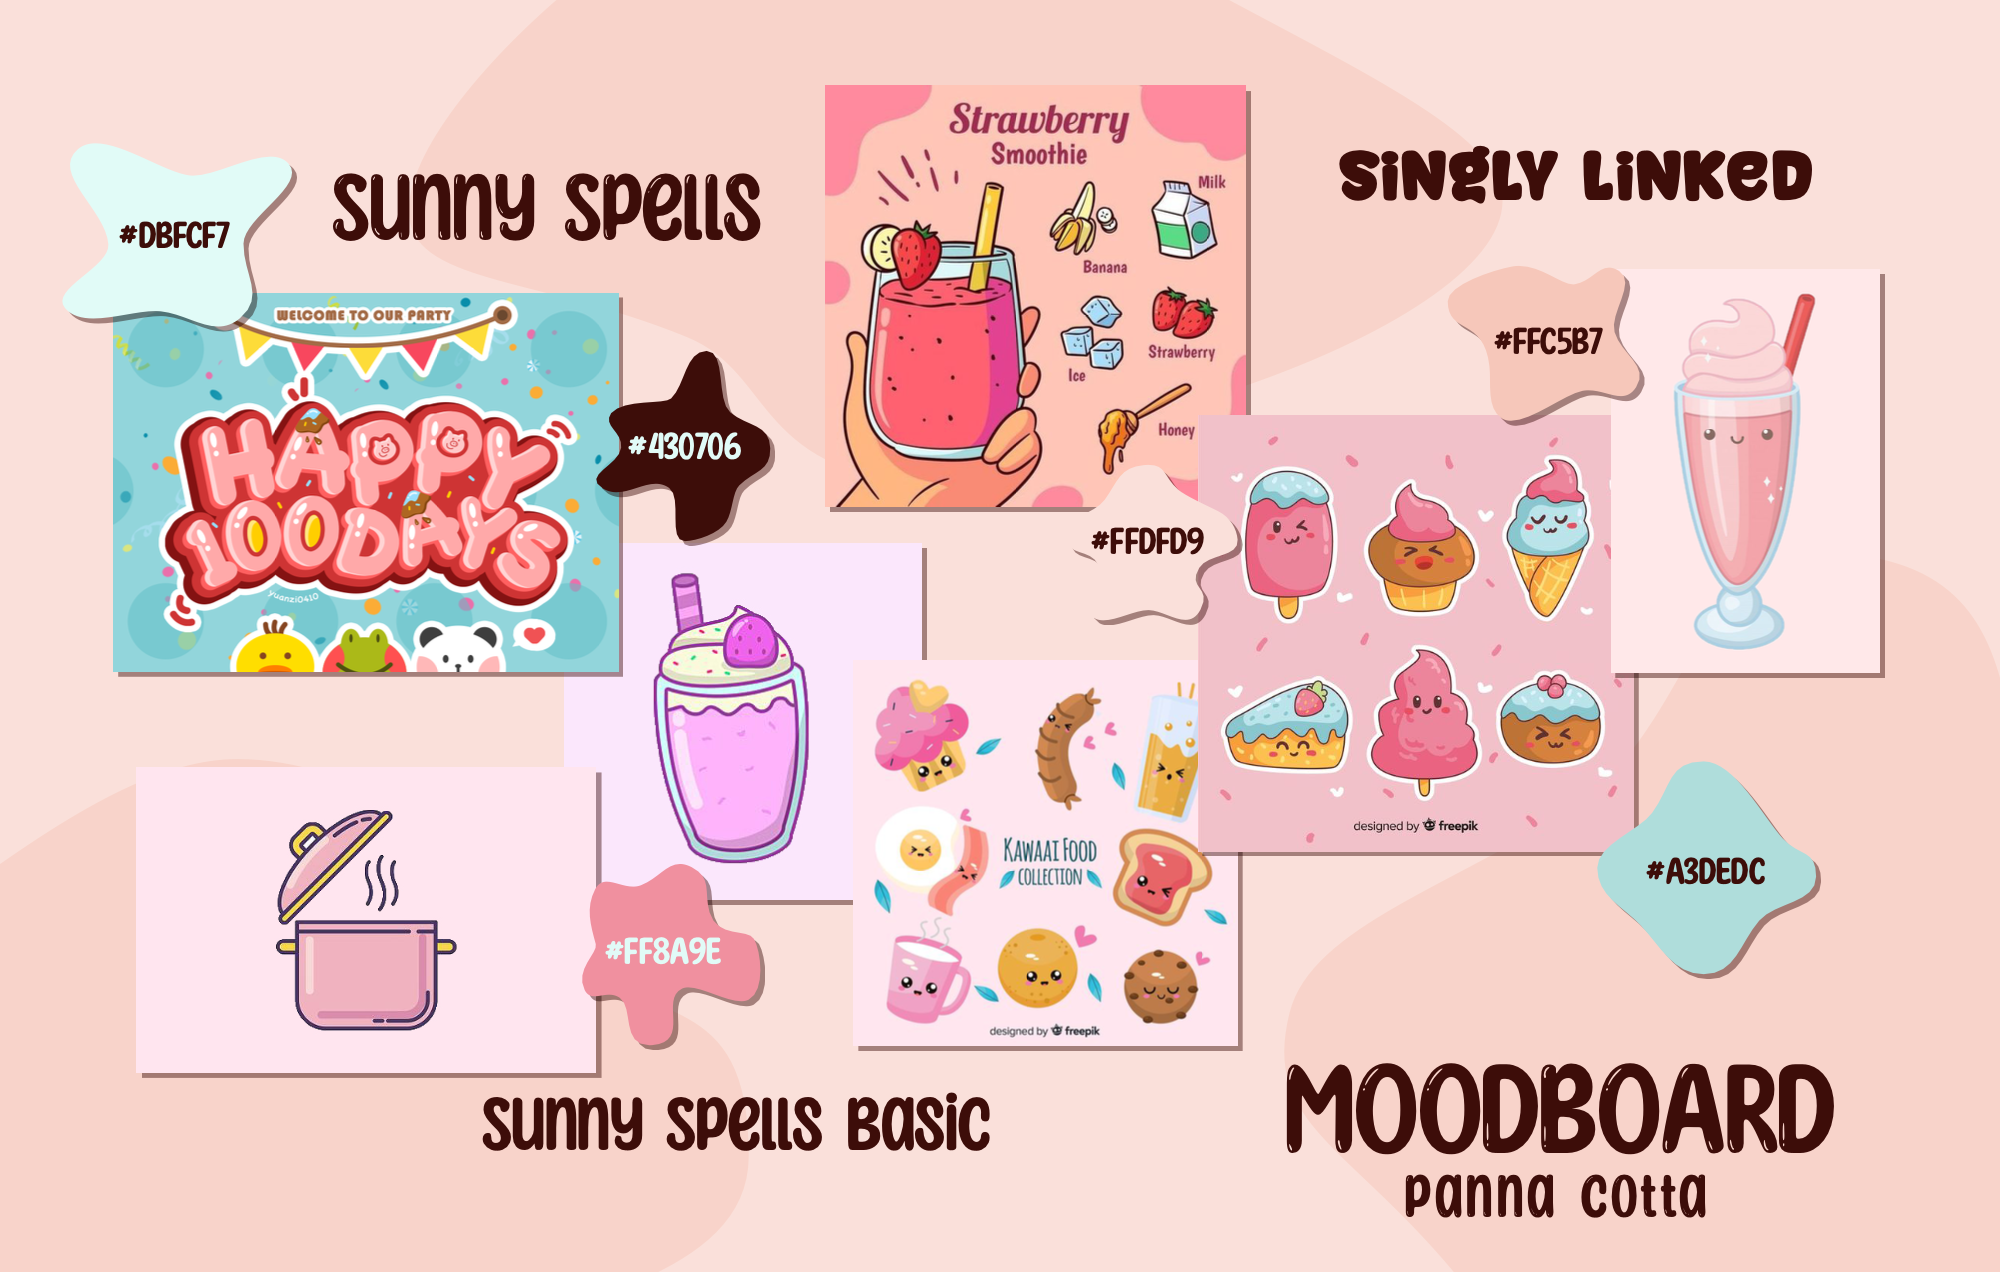 #DBFCF7
sunny spells
WELCOME TO OUR PARTY
HAPPY
100DAYS
yuanzi0410
#430706
Strawberry
Smoothie
Banana
Milk
Ice
Strawberry
Honey
SiNgLY LiNKeD
#FFC5B7
#FFDFD9
designed by freepik
#A3DEDC
KAWAAI FOOD
COLLECTION
designed by freepik
#FF8A9E
sunny spells Basic
MOODBOARD
panna cotta